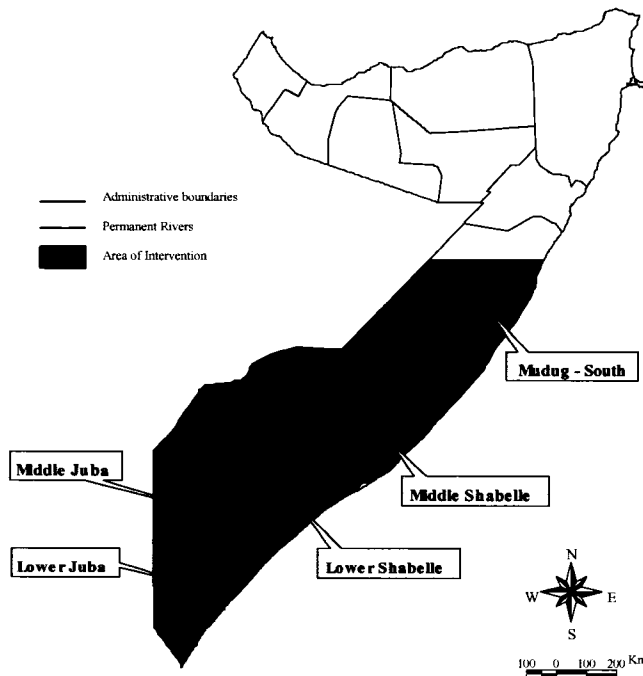 Administrative boundaries
Permanent Rivers
Area of Intervention
Mudug - South
Middle Juba
Middle Shabelle
Lower Juba
Lower Shabelle
N
W E
S
100 0 100 200 Km